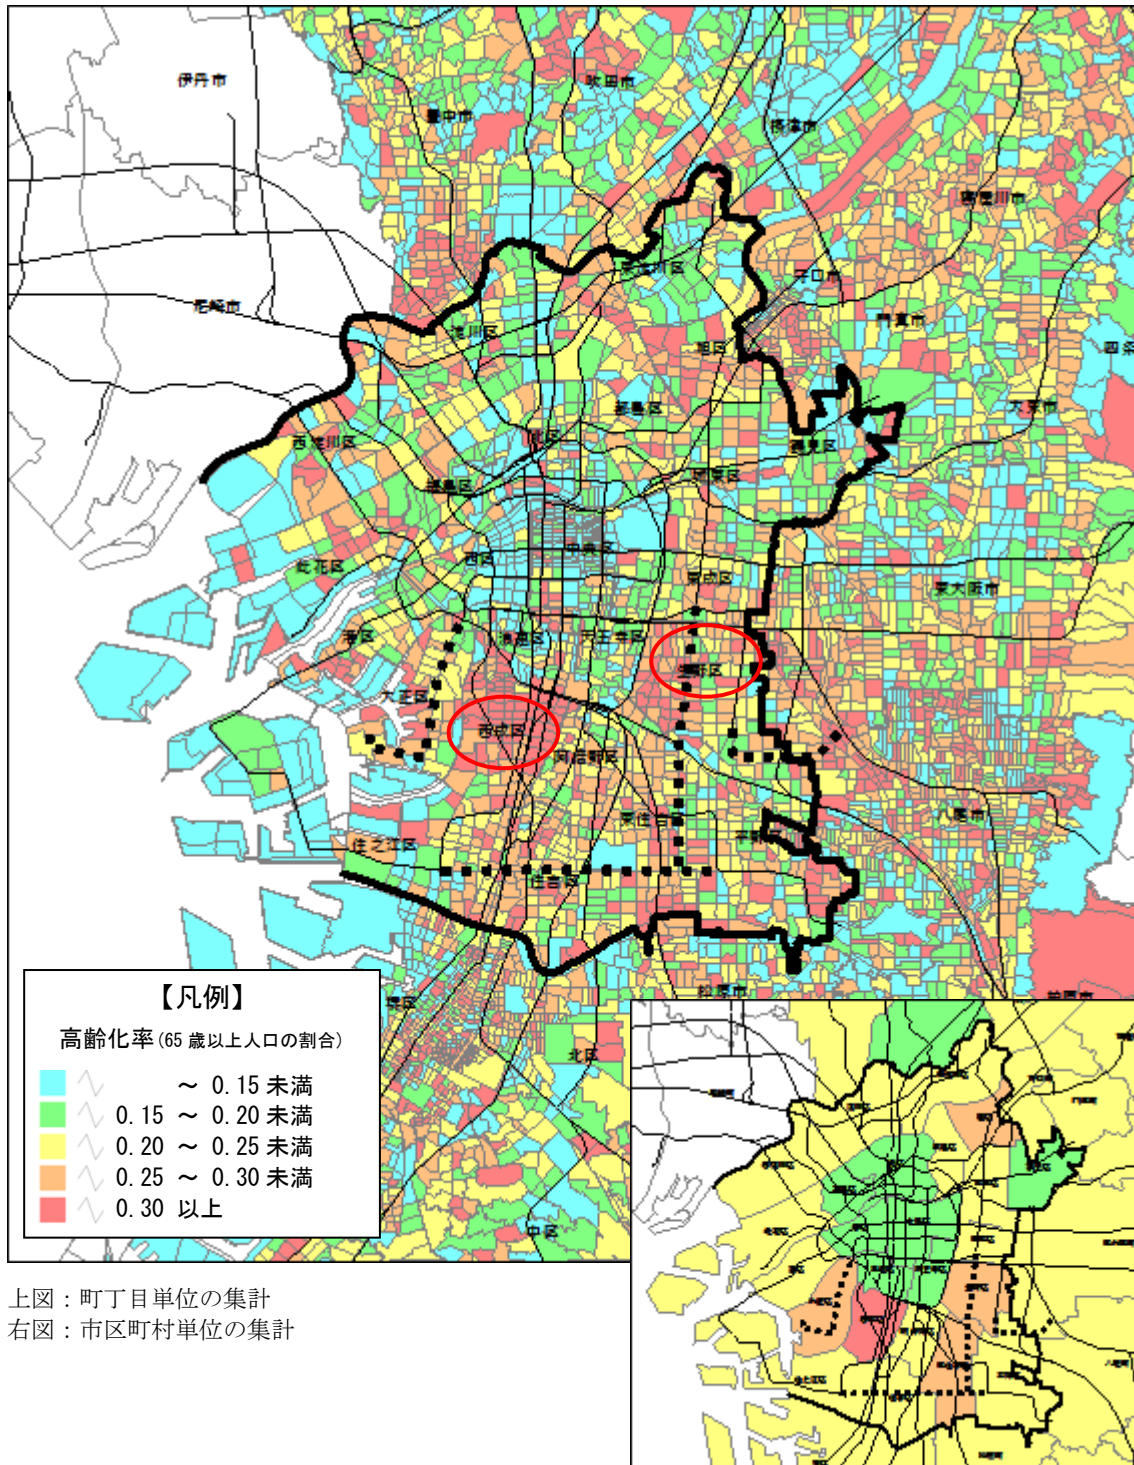 伊丹市
吹田市
豊中市
摂津市
寝屋川市
東淀川区
守口市
尼崎市
門真市
淀川区
旭区
四条
大東市
都島区
西淀川区
北区
鶴見区
福島区
城東区
中央区
西区
此花区
東成区
東大阪市
港区
浪速区
天王寺区
生野区
大正区
西成区
阿倍野区
東住吉
八尾市
平野
住之江区
住吉区
松原市
柏原市
堺区
北区
中区
【凡例】
高齢化率(65 歳以上人口の割合)
～ 0.15 未満
0.15 ～ 0.20 未満
0.20 ～ 0.25 未満
0.25 ～ 0.30 未満
0.30 以上
上図：町丁目単位の集計
右図：市区町村単位の集計